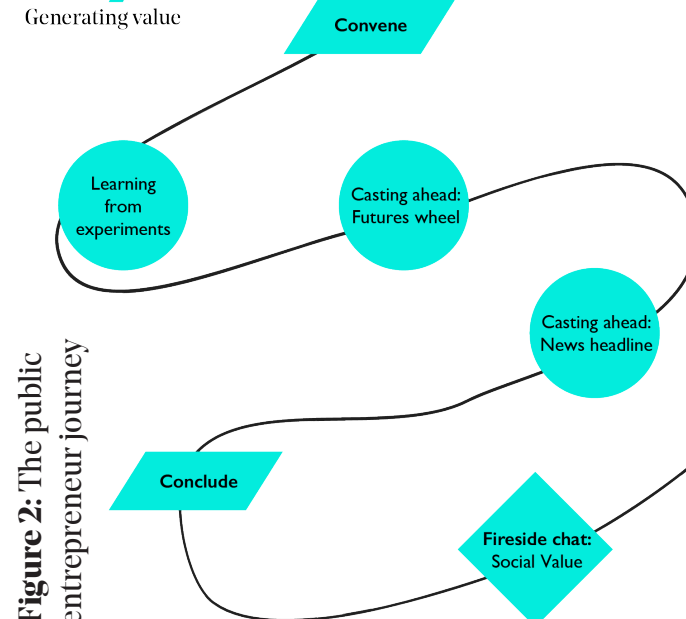 Generating value
Convene
Learning
from
experiments
Casting ahead:
Futures wheel
Casting ahead:
News headline
Conclude
Fireside chat:
Social Value
Figure 2: The public
entrepreneur journey